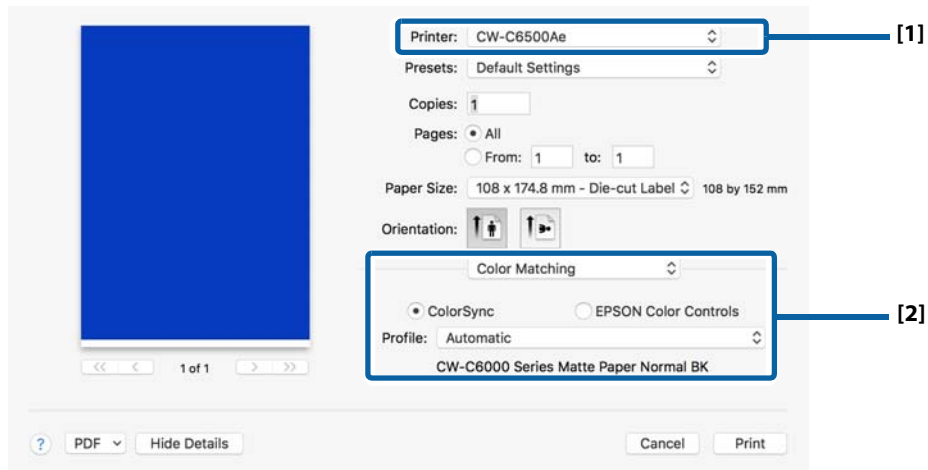 Printer: CW-C6500Ae
[1]
Presets: Default Settings
Copies: 1
Pages: All
From: 1 to: 1
Paper Size: 108 x 174.8 mm - Die-cut Label 108 by 152 mm
Orientation:
Color Matching
ColorSync EPSON Color Controls
[2]
Profile: Automatic
CW-C6000 Series Matte Paper Normal BK
<< < 1 of 1 > >>
? PDF Hide Details Cancel Print